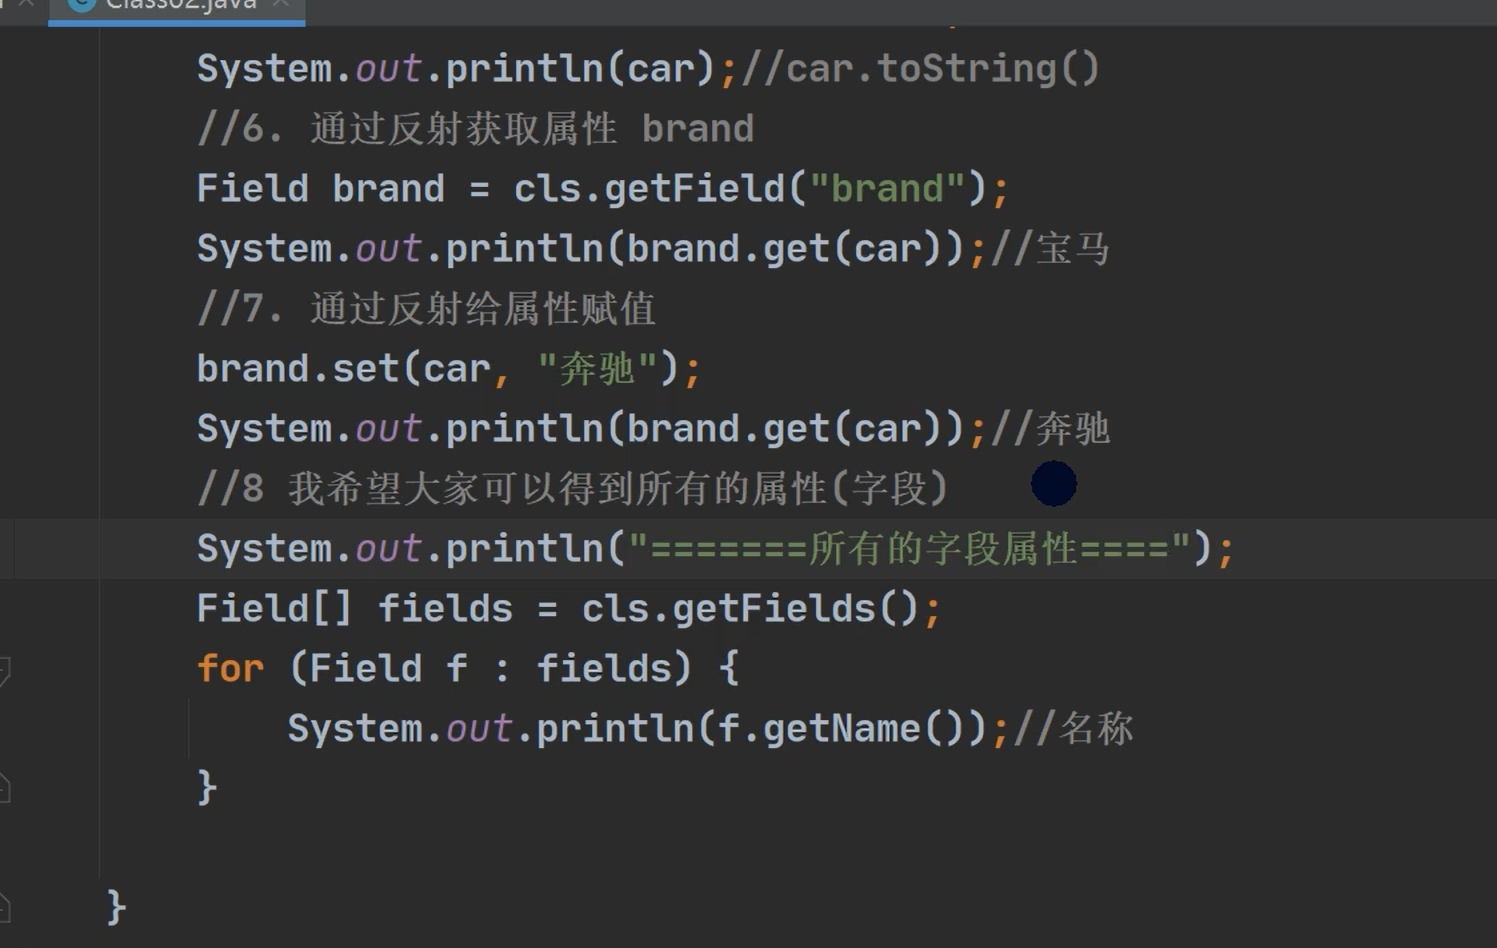 Class02.java
System.out.println(car);//car.toString()
//6. 通过反射获取属性 brand
Field brand = cls.getField("brand");
System.out.println(brand.get(car));//宝马
//7. 通过反射给属性赋值
brand.set(car, "奔驰");
System.out.println(brand.get(car));//奔驰
//8 我希望大家可以得到所有的属性(字段)
System.out.println("=======所有的字段属性====");
Field[] fields = cls.getFields();
for (Field f : fields) {
System.out.println(f.getName());//名称
}
}